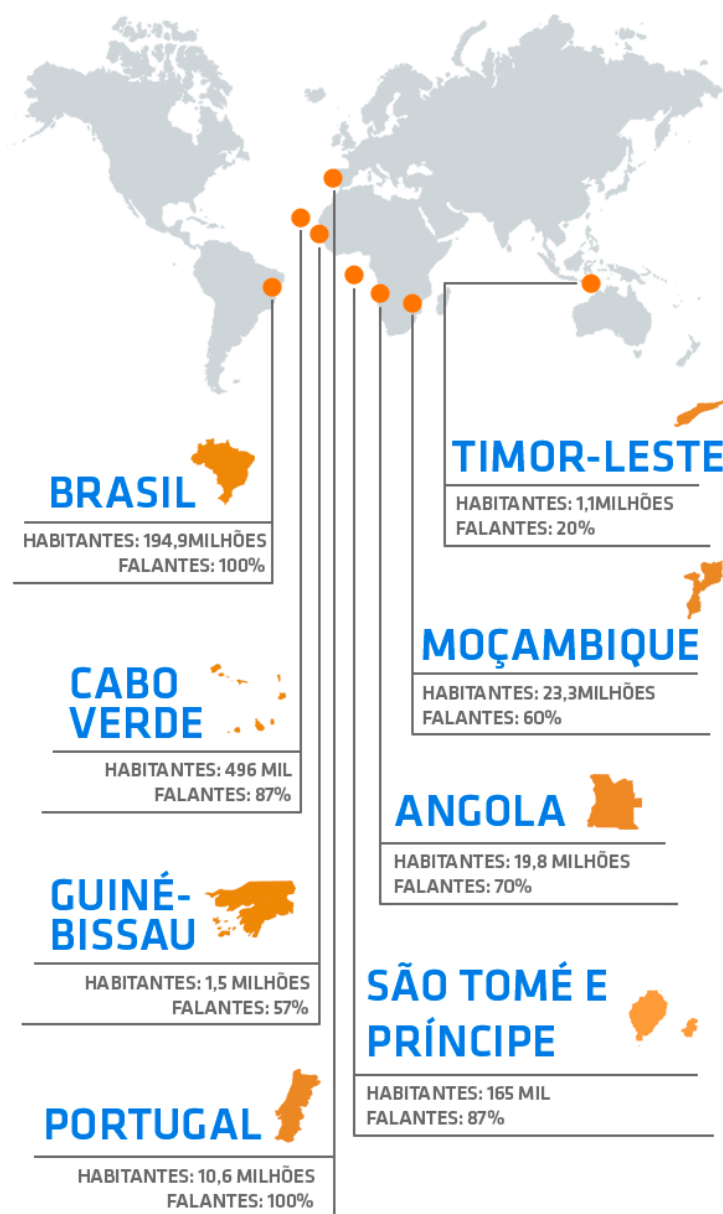 BRASIL
HABITANTES: 194,9MILHÕES
FALANTES: 100%
CABO
VERDE
HABITANTES: 496 MIL
FALANTES: 87%
GUINÉ-
BISSAU
HABITANTES: 1,5 MILHÕES
FALANTES: 57%
PORTUGAL
HABITANTES: 10,6 MILHÕES
FALANTES: 100%
TIMOR-LESTE
HABITANTES: 1,1MILHÕES
FALANTES: 20%
MOÇAMBIQUE
HABITANTES: 23,3MILHÕES
FALANTES: 60%
ANGOLA
HABITANTES: 19,8 MILHÕES
FALANTES: 70%
SÃO TOMÉ E
PRÍNCIPE
HABITANTES: 165 MIL
FALANTES: 87%